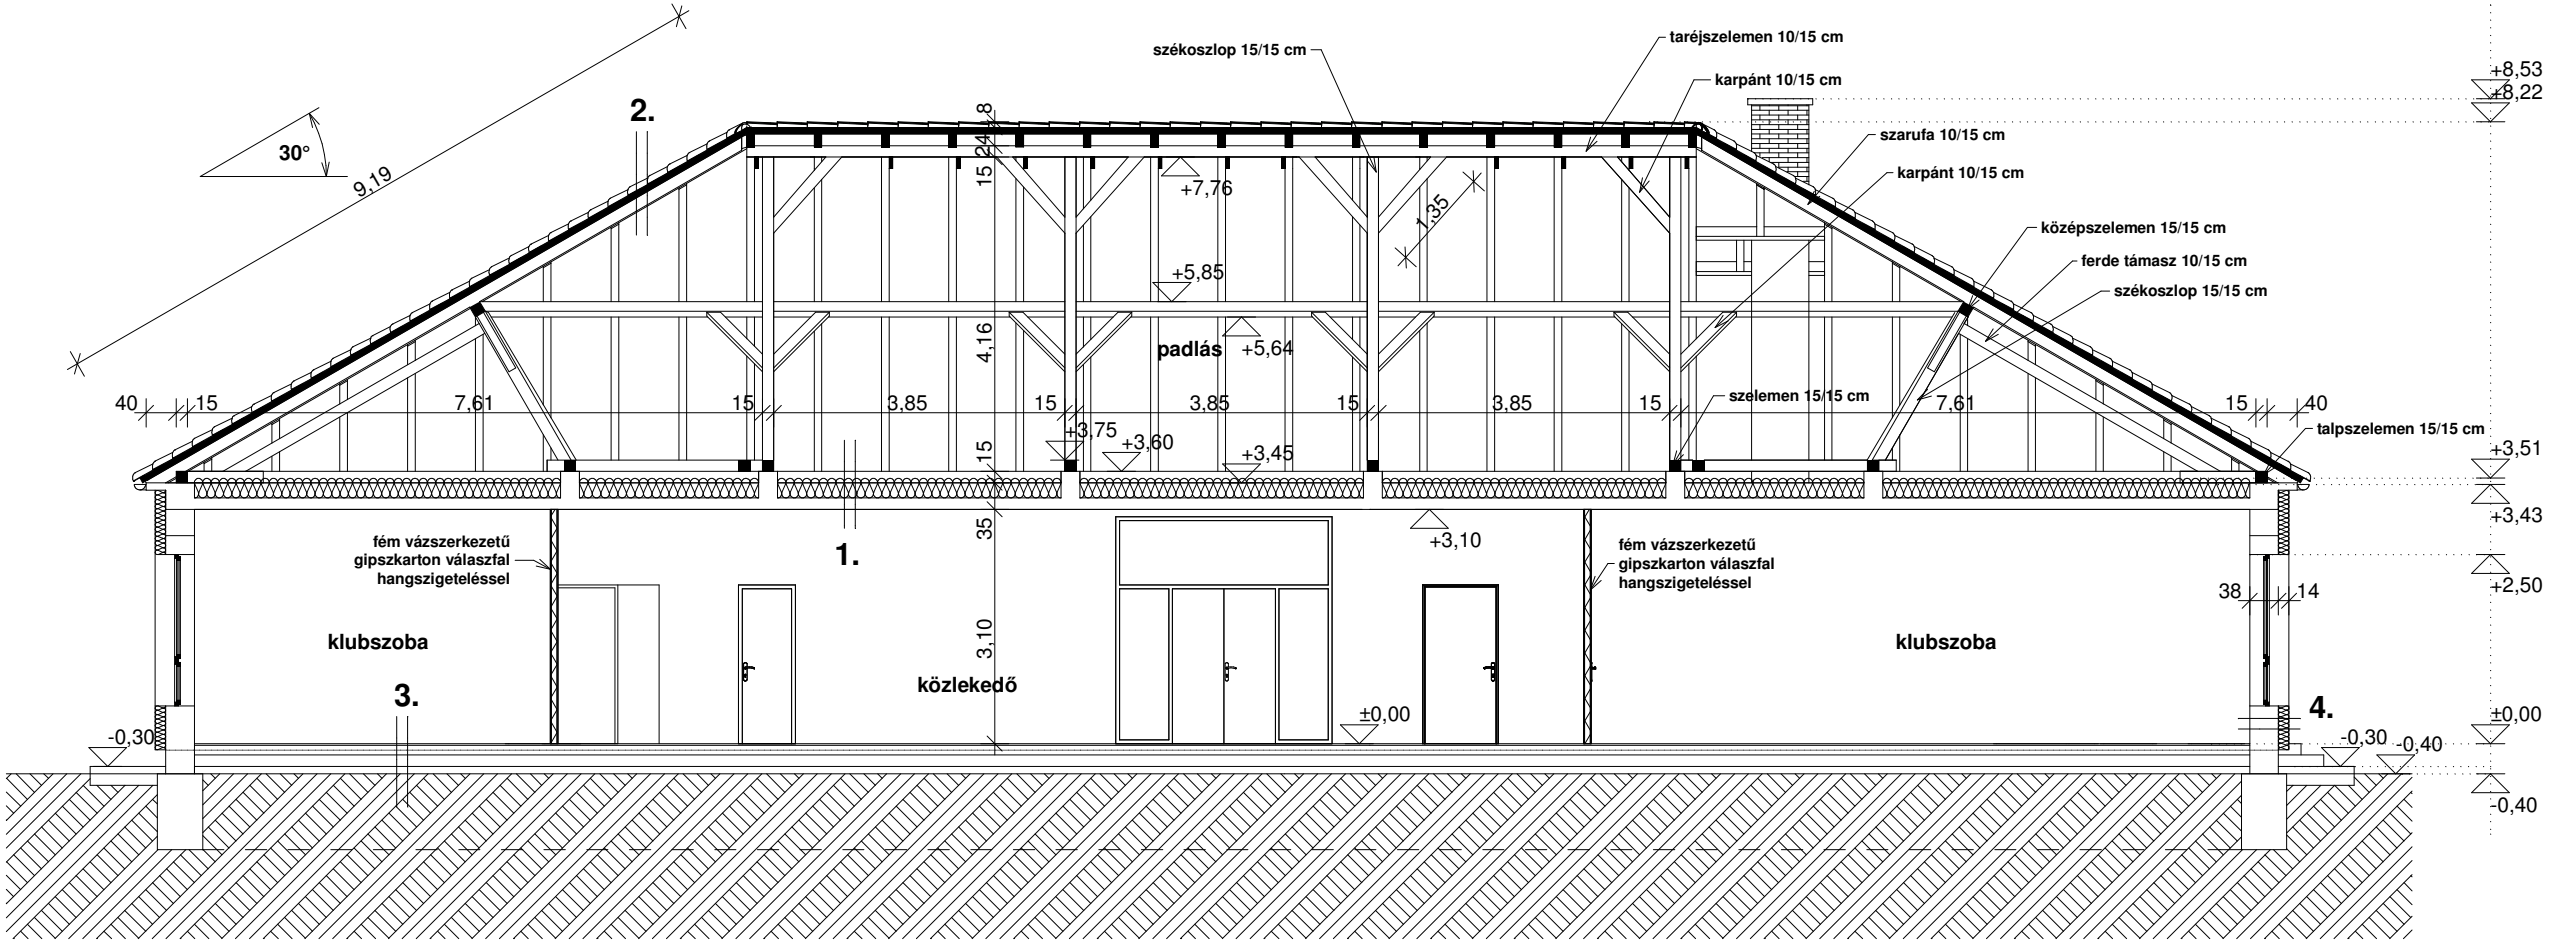 székoszlop 15/15 cm
taréjszelemen 10/15 cm
karpánt 10/15 cm
+8,53
+8,22
2.
8
24
15
30°
9,19
szarufa 10/15 cm
karpánt 10/15 cm
+7,76
1,35
középszelemen 15/15 cm
ferde támasz 10/15 cm
székoszlop 15/15 cm
+5,85
4,16
padlás
+5,64
40
15
7,61
15
3,85
15
3,85
15
3,85
15
szelemen 15/15 cm
7,61
15
40
talpszelemen 15/15 cm
+3,75
+3,60
+3,45
15
+3,51
+3,43
35
+3,10
1.
fém vázszerkezetű
gipszkarton válaszfal
hangszigeteléssel
fém vázszerkezetű
gipszkarton válaszfal
hangszigeteléssel
+2,50
38
14
klubszoba
3,10
klubszoba
közlekedő
3.
4.
±0,00
±0,00
-0,30
-0,30
-0,40
-0,40